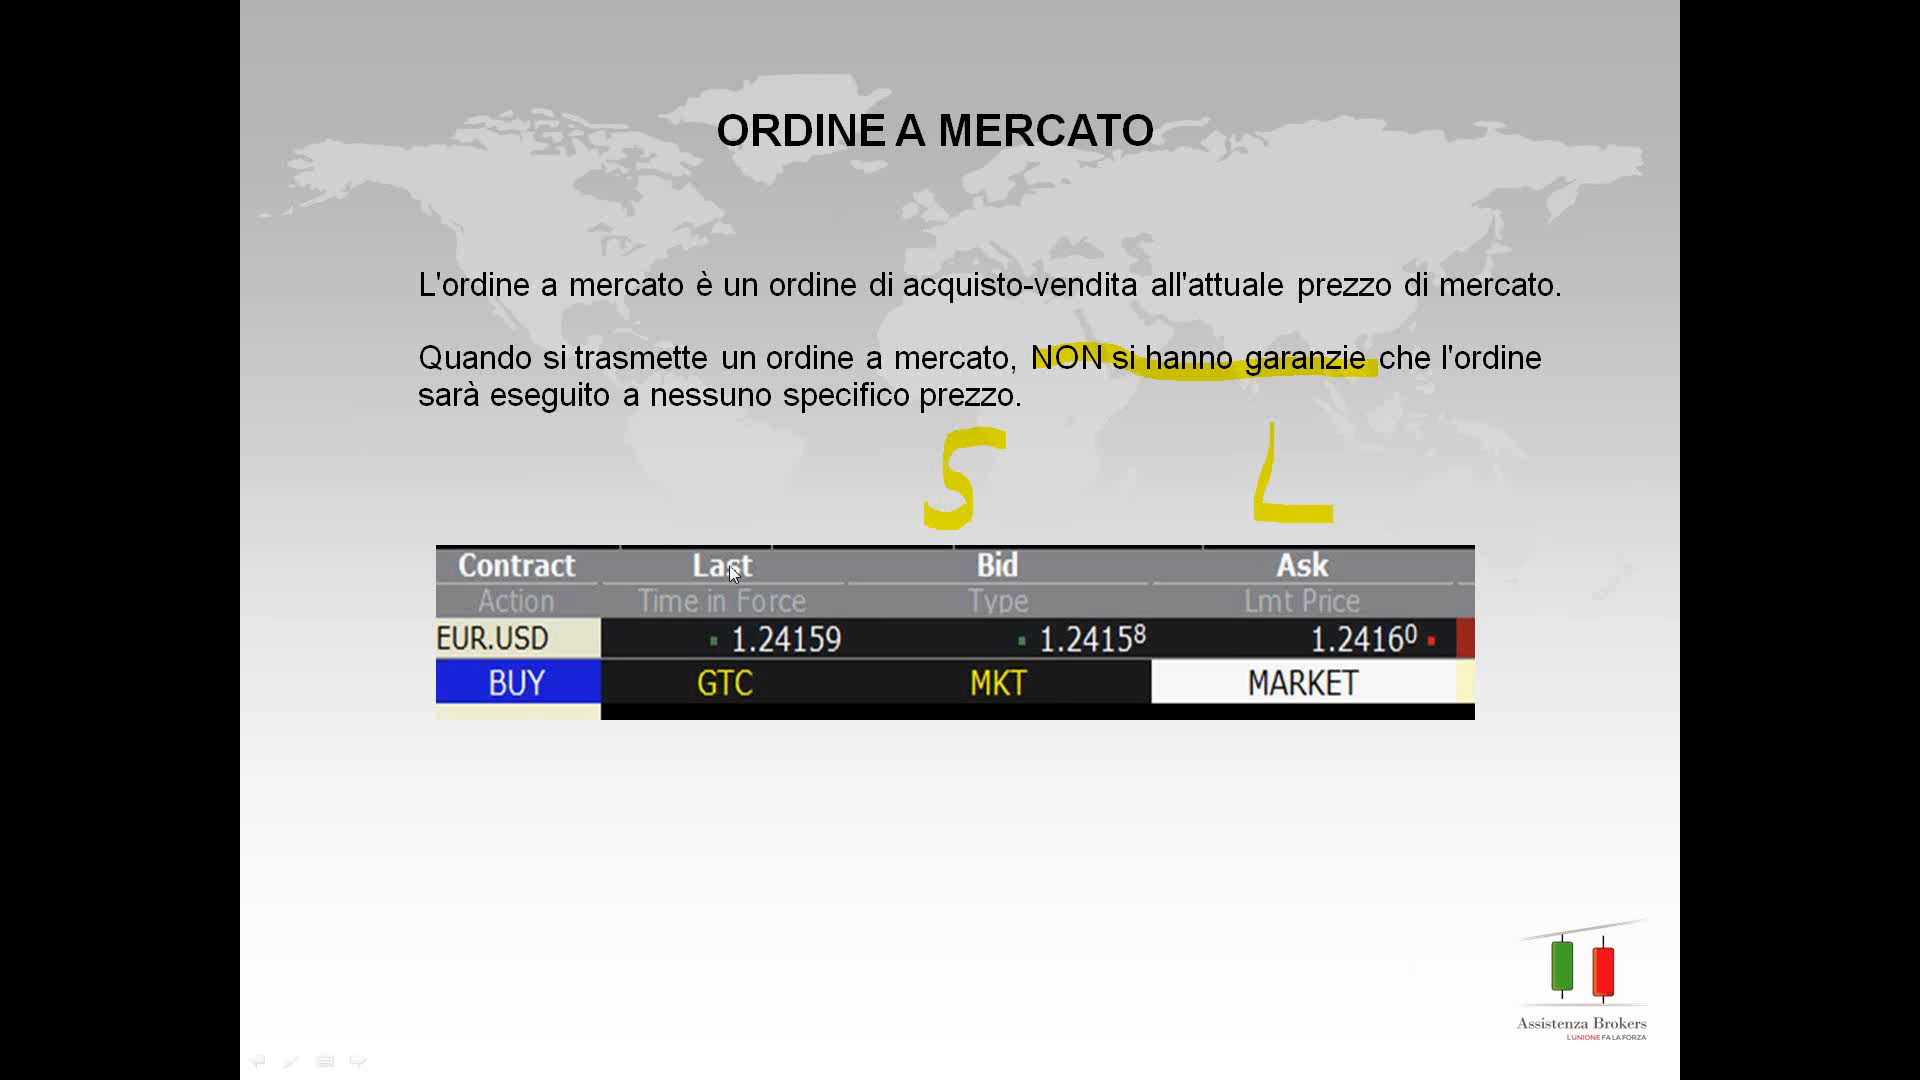 ORDINE A MERCATO
L'ordine a mercato è un ordine di acquisto-vendita all'attuale prezzo di mercato.
Quando si trasmette un ordine a mercato, NON si hanno garanzie che l'ordine
sarà eseguito a nessuno specifico prezzo.
S L
Contract Last Bid Ask
Action Time in Force Type Lmt Price
EUR.USD 1.24159 1.24158 1.24160
BUY GTC MKT MARKET
Assistenza Brokers
L'UNIONE FA LA FORZA